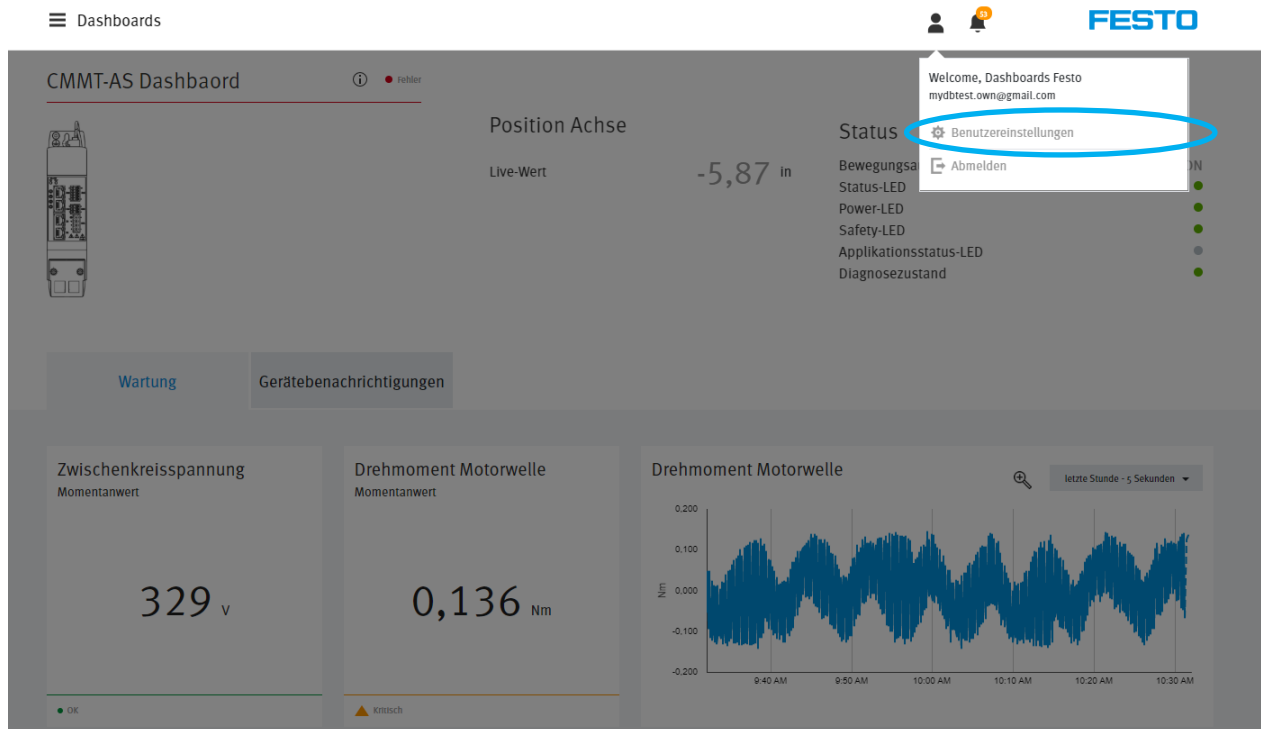 Dashboards
33
FESTO
Welcome, Dashboards Festo
mydbtest.own@gmail.com
Benutzereinstellungen
Abmelden
CMMT-AS Dashbaord
Fehler
Position Achse
Live-Wert
-5,87 in
Status
Bewegungsa
Status-LED
Power-LED
Safety-LED
Applikationsstatus-LED
Diagnosezustand
Wartung
Gerätebenachrichtigungen
Zwischenkreisspannung
Momentanwert
329 V
OK
Drehmoment Motorwelle
Momentanwert
0,136 Nm
Kritisch
Drehmoment Motorwelle
letzte Stunde - 5 Sekunden
0,200
0,100
0,000
-0,100
-0,200
Nm
9:40 AM
9:50 AM
10:00 AM
10:10 AM
10:20 AM
10:30 AM